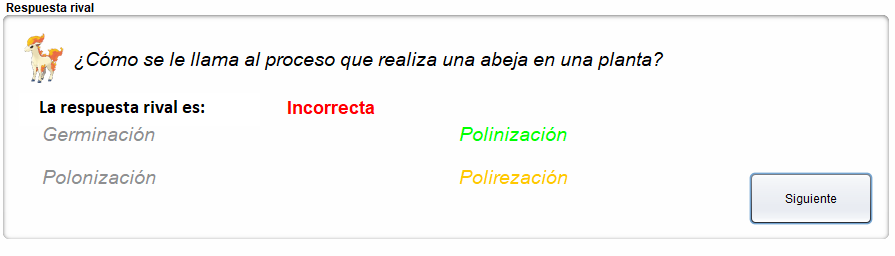 Respuesta rival
¿Cómo se le llama al proceso que realiza una abeja en una planta?
La respuesta rival es: Incorrecta
Germinación Polinización
Polonización Polirezación
Siguiente